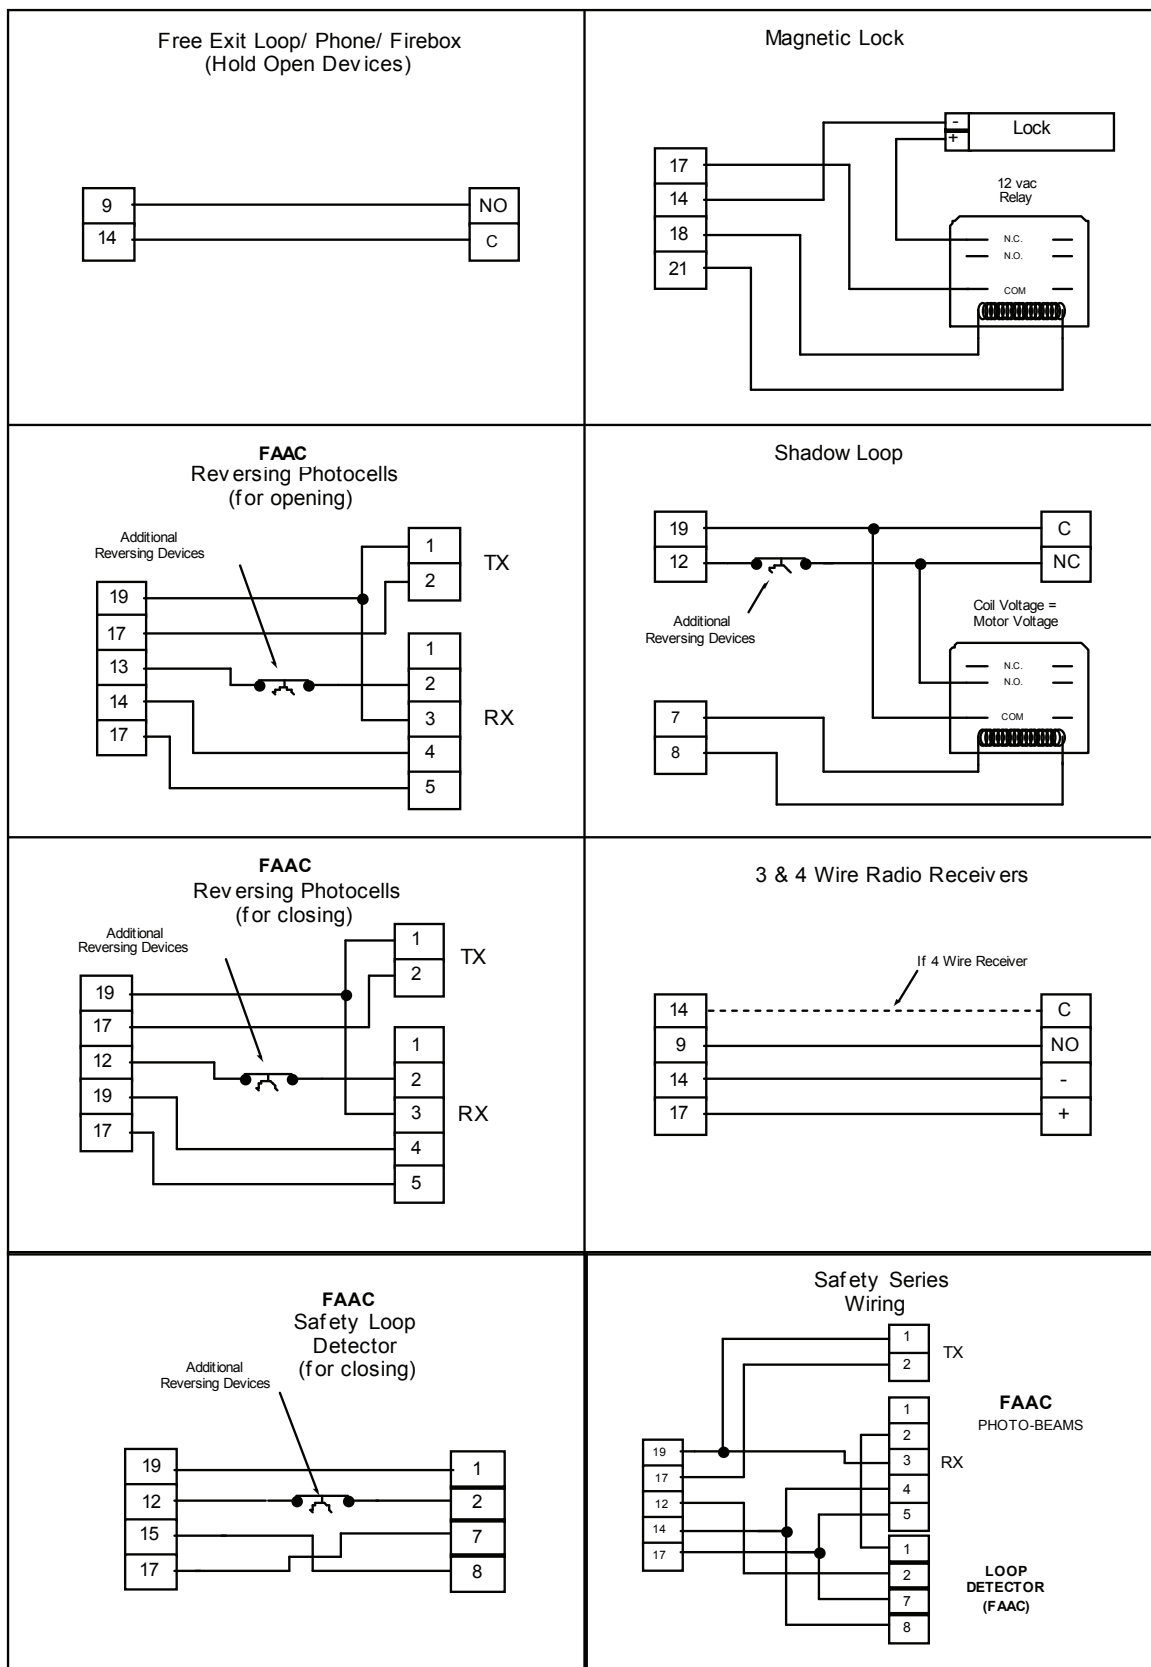 Free Exit Loop/ Phone/ Firebox
(Hold Open Devices)
9
NO
14
C
Magnetic Lock
-
Lock
+
17
14
18
21
12 vac
Relay
N.C.
N.O.
COM
FAAC
Reversing Photocells
(for opening)
Additional
Reversing Devices
1
TX
2
19
17
13
14
17
1
2
3
RX
4
5
Shadow Loop
19
C
12
NC
Additional
Reversing Devices
Coil Voltage =
Motor Voltage
N.C.
N.O.
COM
7
8
FAAC
Reversing Photocells
(for closing)
Additional
Reversing Devices
1
TX
2
19
17
12
19
17
1
2
3
RX
4
5
3 & 4 Wire Radio Receivers
If 4 Wire Receiver
14
C
9
NO
14
-
17
+
FAAC
Safety Loop
Detector
(for closing)
Additional
Reversing Devices
19
1
12
2
15
7
17
8
Safety Series
Wiring
1
TX
2
FAAC
PHOTO-BEAMS
1
2
3
RX
4
5
19
17
12
14
17
1
2
7
8
LOOP
DETECTOR
(FAAC)